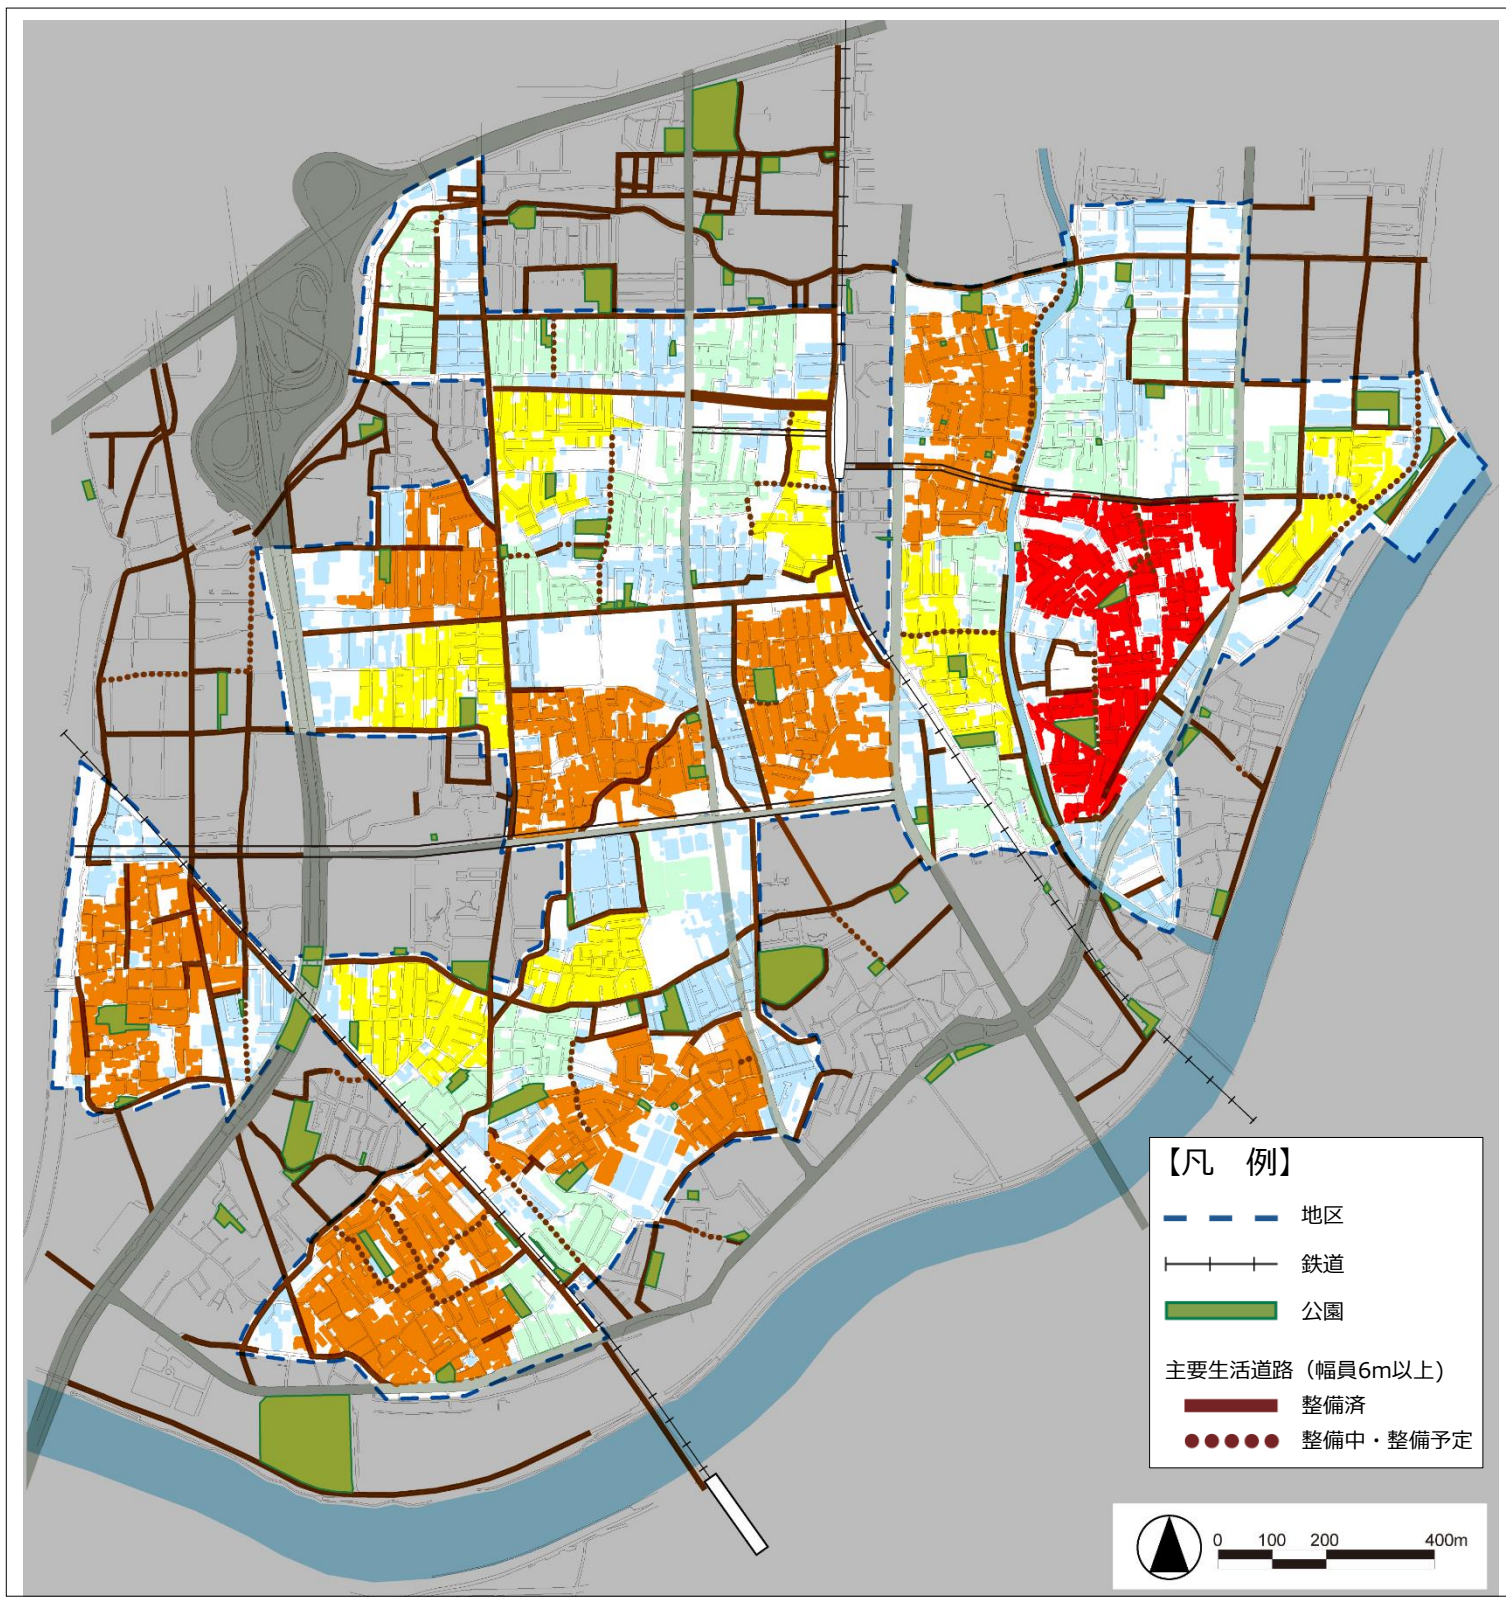 【凡　例】
地区
鉄道
公園
主要生活道路（幅員6m以上）
整備済
整備中・整備予定
0 100 200 400m